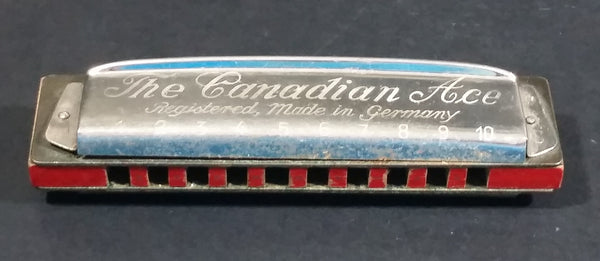 The Canadian Ace
Registered, Made in Germany
1 2 3 4 5 6 7 8 9 10